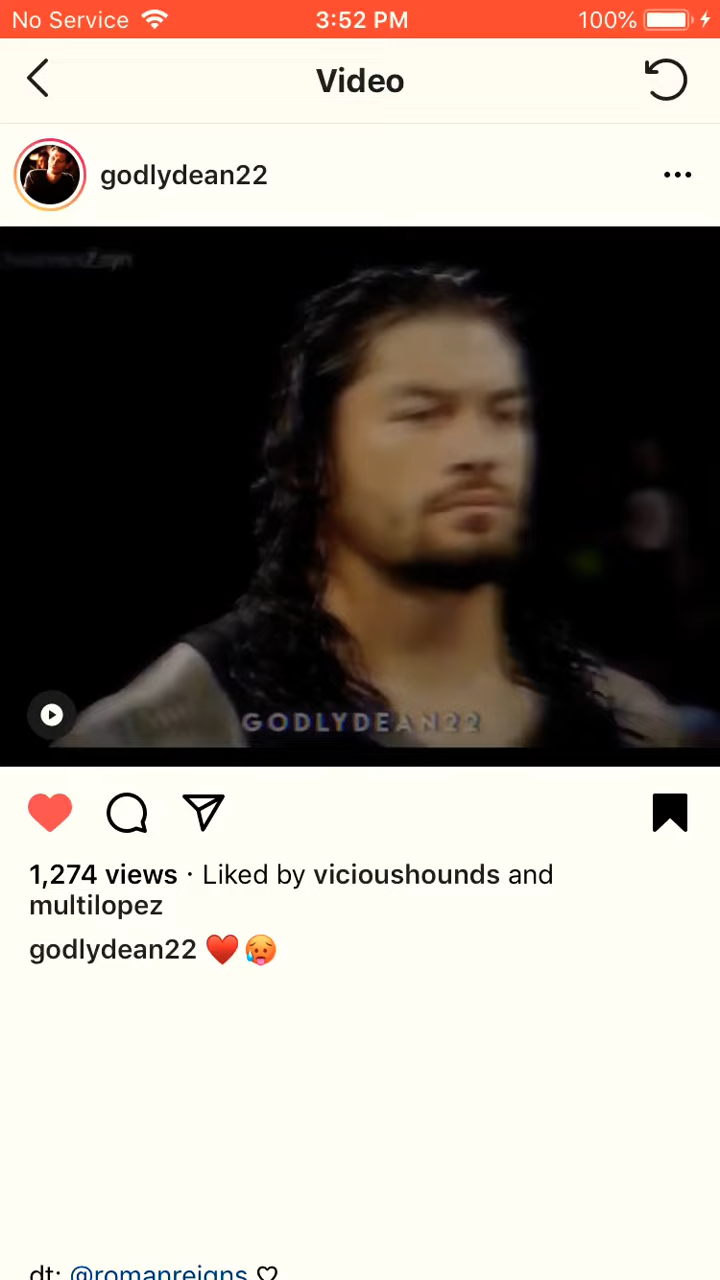 No Service
3:52 PM
100%
Video
godlydean22
GODLYDEAN22
1,274 views · Liked by vicioushounds and
multilopez
godlydean22 ❤️🥵
dt: @romanreigns ♡